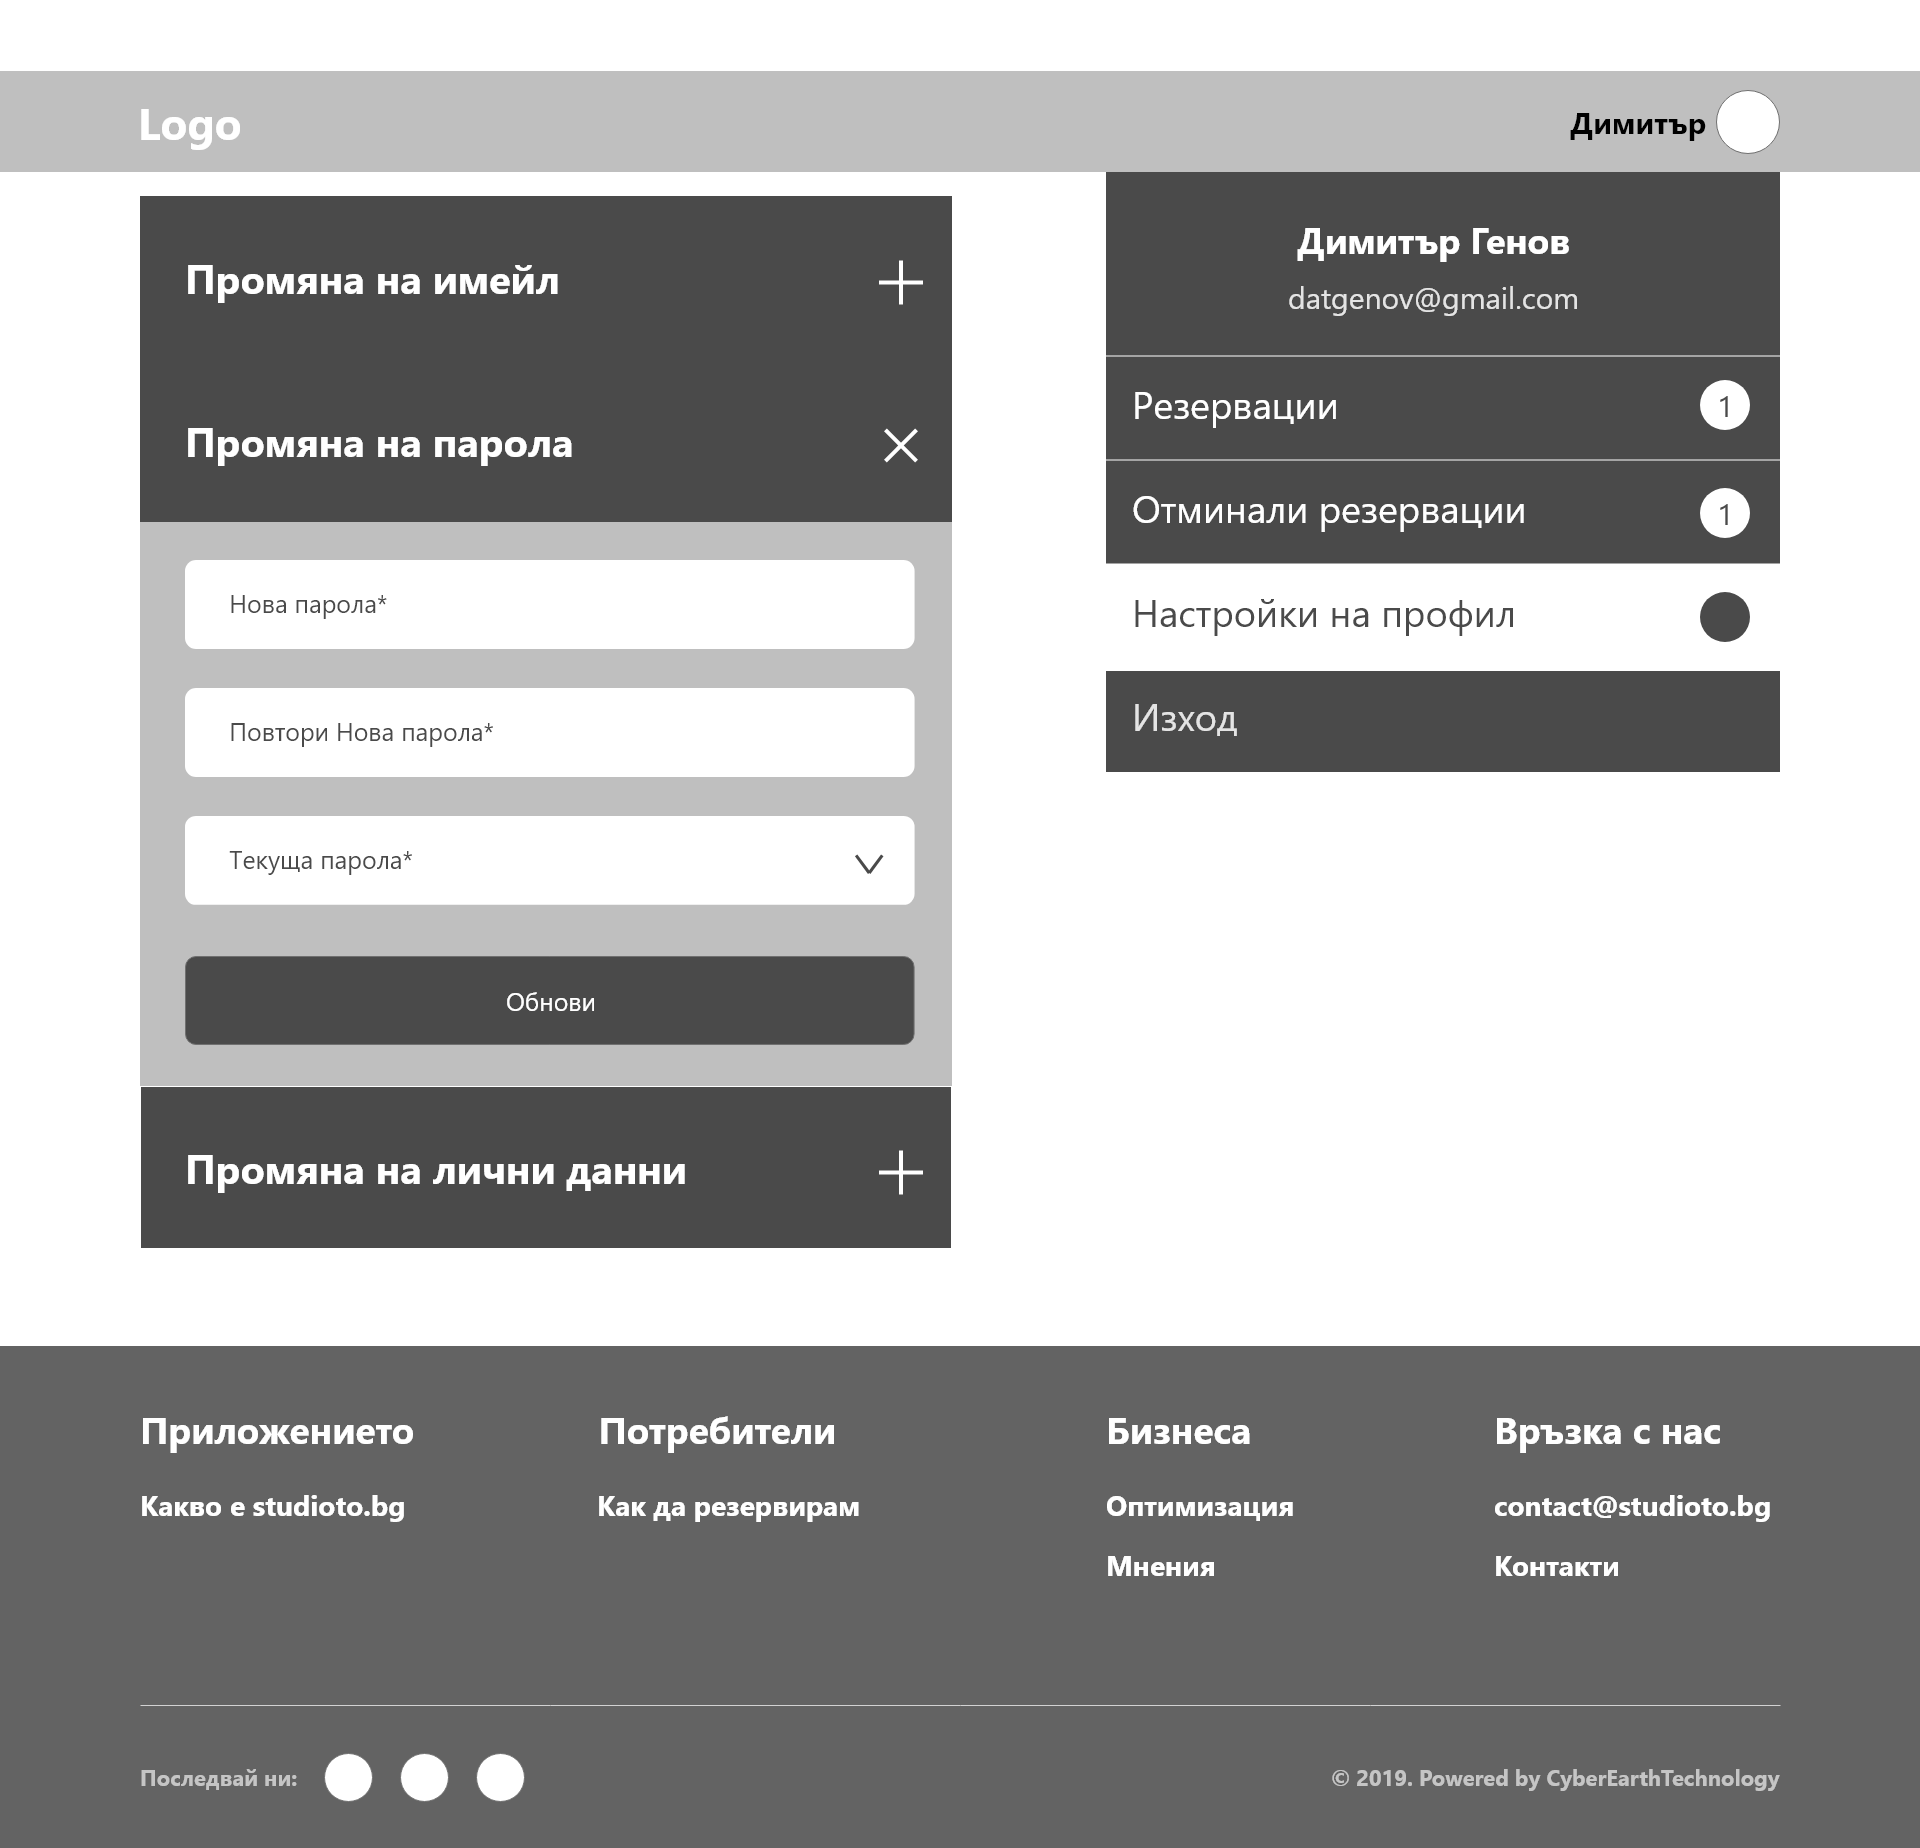 Logo
Димитър
Промяна на имейл
Промяна на парола
Нова парола*
Повтори Нова парола*
Текуща парола*
Обнови
Промяна на лични данни
Димитър Генов
datgenov@gmail.com
Резервации 1
Отминали резервации 1
Настройки на профил
Изход
Приложението
Какво е studioto.bg
Потребители
Как да резервирам
Бизнеса
Оптимизация
Мнения
Връзка с нас
contact@studioto.bg
Контакти
Последвай ни:
© 2019. Powered by CyberEarthTechnology